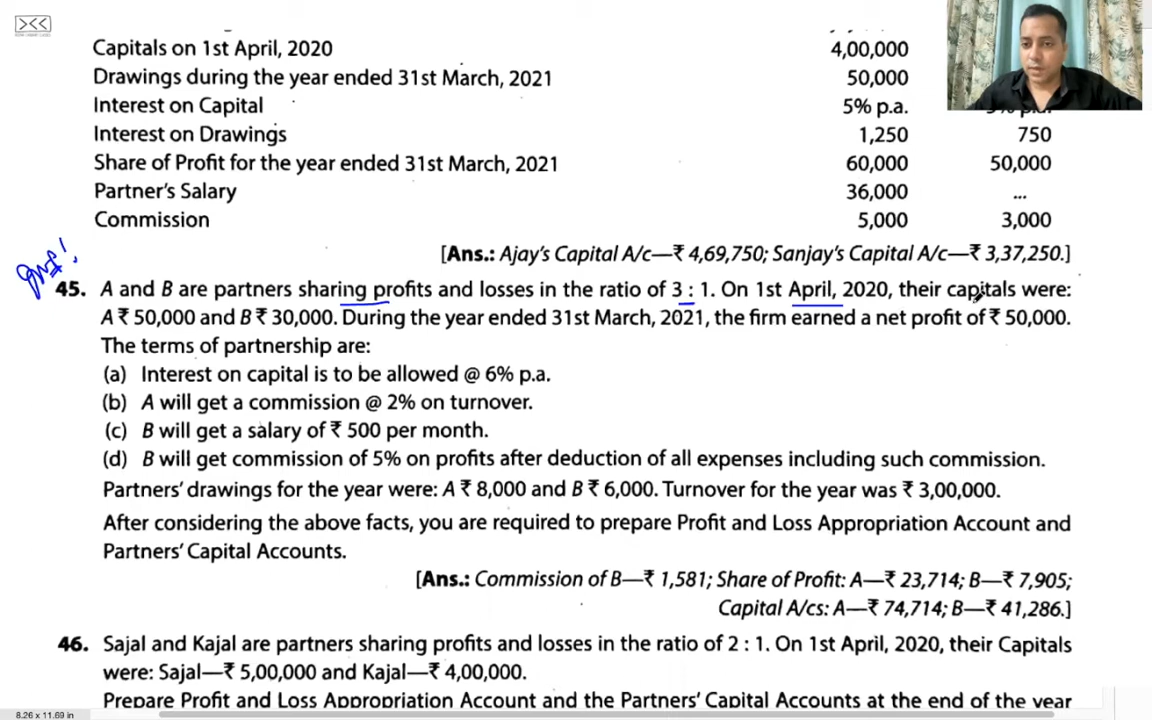 Capitals on 1st April, 2020 4,00,000
Drawings during the year ended 31st March, 2021 50,000
Interest on Capital 5% p.a.
Interest on Drawings 1,250 750
Share of Profit for the year ended 31st March, 2021 60,000 50,000
Partner's Salary 36,000 ...
Commission 5,000 3,000
[Ans.: Ajay's Capital A/c—₹ 4,69,750; Sanjay's Capital A/c—₹ 3,37,250.]
45. A and B are partners sharing profits and losses in the ratio of 3 : 1. On 1st April, 2020, their capitals were:
A ₹ 50,000 and B ₹ 30,000. During the year ended 31st March, 2021, the firm earned a net profit of ₹ 50,000.
The terms of partnership are:
(a) Interest on capital is to be allowed @ 6% p.a.
(b) A will get a commission @ 2% on turnover.
(c) B will get a salary of ₹ 500 per month.
(d) B will get commission of 5% on profits after deduction of all expenses including such commission.
Partners' drawings for the year were: A ₹ 8,000 and B ₹ 6,000. Turnover for the year was ₹ 3,00,000.
After considering the above facts, you are required to prepare Profit and Loss Appropriation Account and
Partners' Capital Accounts.
[Ans.: Commission of B—₹ 1,581; Share of Profit: A—₹ 23,714; B—₹ 7,905;
Capital A/cs: A—₹ 74,714; B—₹ 41,286.]
46. Sajal and Kajal are partners sharing profits and losses in the ratio of 2 : 1. On 1st April, 2020, their Capitals
were: Sajal—₹ 5,00,000 and Kajal—₹ 4,00,000.
Prepare Profit and Loss Appropriation Account and the Partners' Capital Accounts at the end of the year
8.26 x 11.69 in